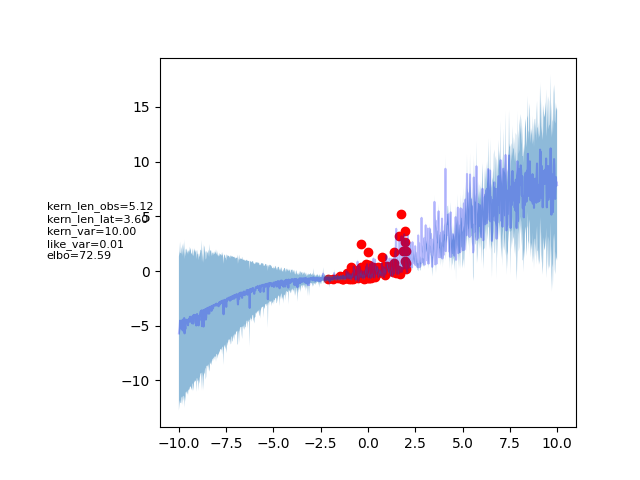 15
10
kern_len_obs=5.12
5
kern_len_lat=3.60
kern_var=10.00
like_var=0.01
elbo=72.59
0
−5
−10
−10.0 −7.5 −5.0 −2.5 0.0 2.5 5.0 7.5 10.0